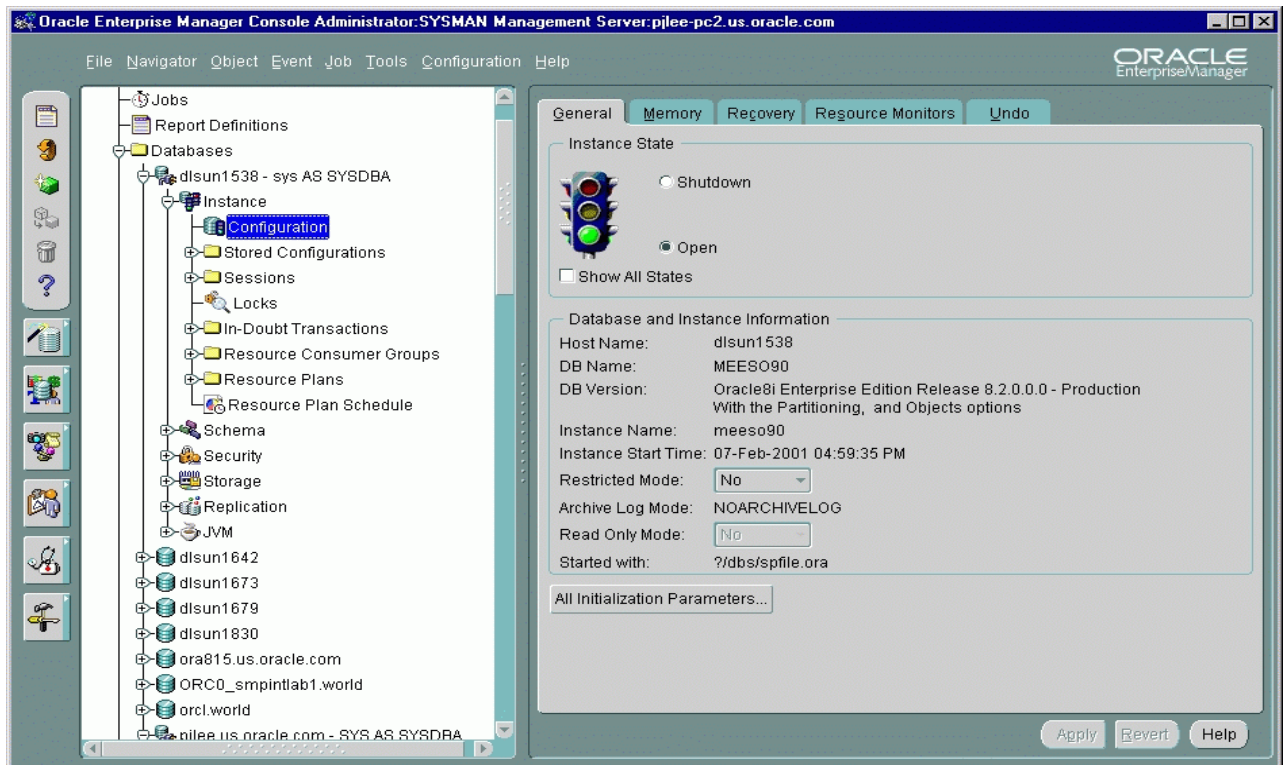 Oracle Enterprise Manager Console Administrator:SYSMAN Management Server:pjlee-pc2.us.oracle.com
File Navigator Object Event Job Tools Configuration Help
ORACLE
EnterpriseManager
Jobs
Report Definitions
Databases
dlsun1538 - sys AS SYSDBA
Instance
Configuration
Stored Configurations
Sessions
Locks
In-Doubt Transactions
Resource Consumer Groups
Resource Plans
Resource Plan Schedule
Schema
Security
Storage
Replication
JVM
dlsun1642
dlsun1673
dlsun1679
dlsun1830
ora815.us.oracle.com
ORC0_smpintlab1.world
orcl.world
pjlee.us.oracle.com - SYS AS SYSDBA
General Memory Recovery Resource Monitors Undo
Instance State
Shutdown
Open
Show All States
Database and Instance Information
Host Name: dlsun1538
DB Name: MEESO90
DB Version: Oracle8i Enterprise Edition Release 8.2.0.0.0 - Production
With the Partitioning, and Objects options
Instance Name: meeso90
Instance Start Time: 07-Feb-2001 04:59:35 PM
Restricted Mode: No
Archive Log Mode: NOARCHIVELOG
Read Only Mode: No
Started with: ?/dbs/spfile.ora
All Initialization Parameters...
Apply Revert Help